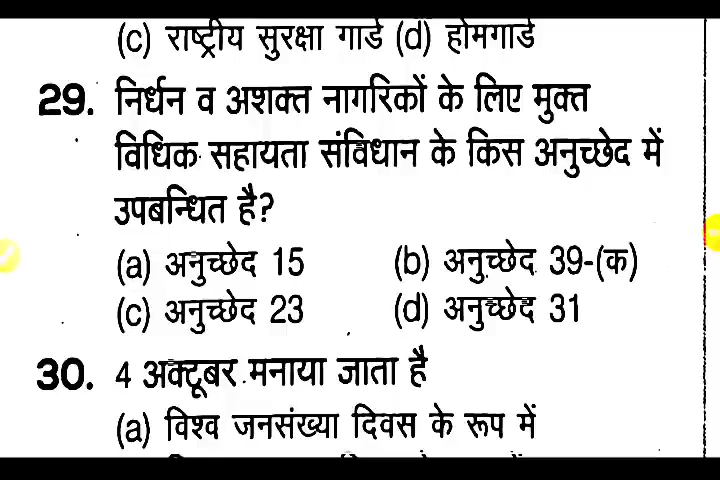 (c) राष्ट्रीय सुरक्षा गार्ड (d) होमगार्ड
29. निर्धन व अशक्त नागरिकों के लिए मुक्त
विधिक सहायता संविधान के किस अनुच्छेद में
उपबन्धित है?
(a) अनुच्छेद 15 (b) अनुच्छेद 39-(क)
(c) अनुच्छेद 23 (d) अनुच्छेद 31
30. 4 अक्टूबर मनाया जाता है
(a) विश्व जनसंख्या दिवस के रूप में